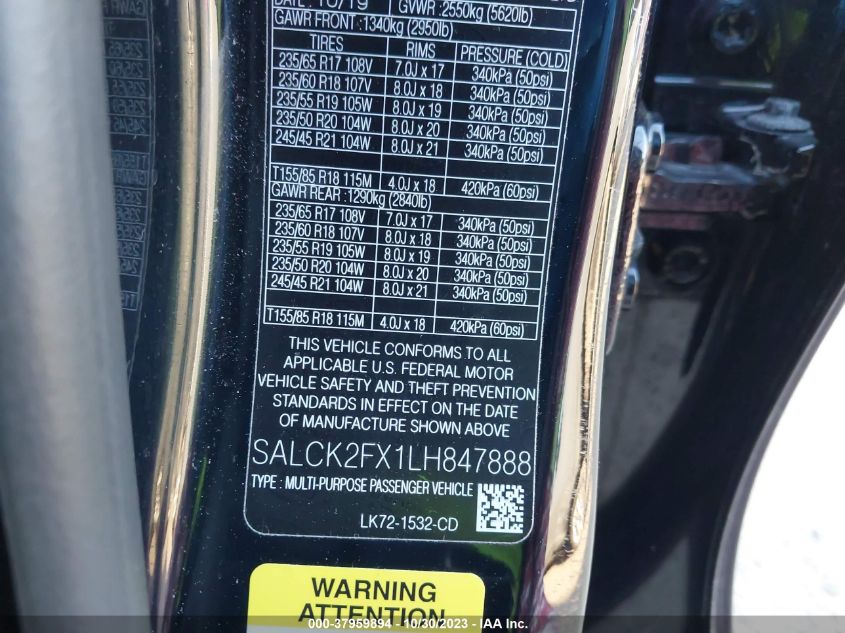 DATE: 10/19 GVWR: 2550kg (5620lb)
GAWR FRONT: 1340kg (2950lb)
TIRES RIMS PRESSURE (COLD)
235/65 R17 108V 7.0J x 17 340kPa (50psi)
235/60 R18 107V 8.0J x 18 340kPa (50psi)
235/55 R19 105W 8.0J x 19 340kPa (50psi)
235/50 R20 104W 8.0J x 20 340kPa (50psi)
245/45 R21 104W 8.0J x 21 340kPa (50psi)
T155/85 R18 115M 4.0J x 18 420kPa (60psi)
GAWR REAR : 1290kg (2840lb)
235/65 R17 108V 7.0J x 17 340kPa (50psi)
235/60 R18 107V 8.0J x 18 340kPa (50psi)
235/55 R19 105W 8.0J x 19 340kPa (50psi)
235/50 R20 104W 8.0J x 20 340kPa (50psi)
245/45 R21 104W 8.0J x 21 340kPa (50psi)
T155/85 R18 115M 4.0J x 18 420kPa (60psi)
THIS VEHICLE CONFORMS TO ALL
APPLICABLE U.S. FEDERAL MOTOR
VEHICLE SAFETY AND THEFT PREVENTION
STANDARDS IN EFFECT ON THE DATE
OF MANUFACTURE SHOWN ABOVE
SALCK2FX1LH847888
TYPE : MULTI-PURPOSE PASSENGER VEHICLE
LK72-1532-CD
WARNING
ATTENTION
000-37959894 - 10/30/2023 - IAA